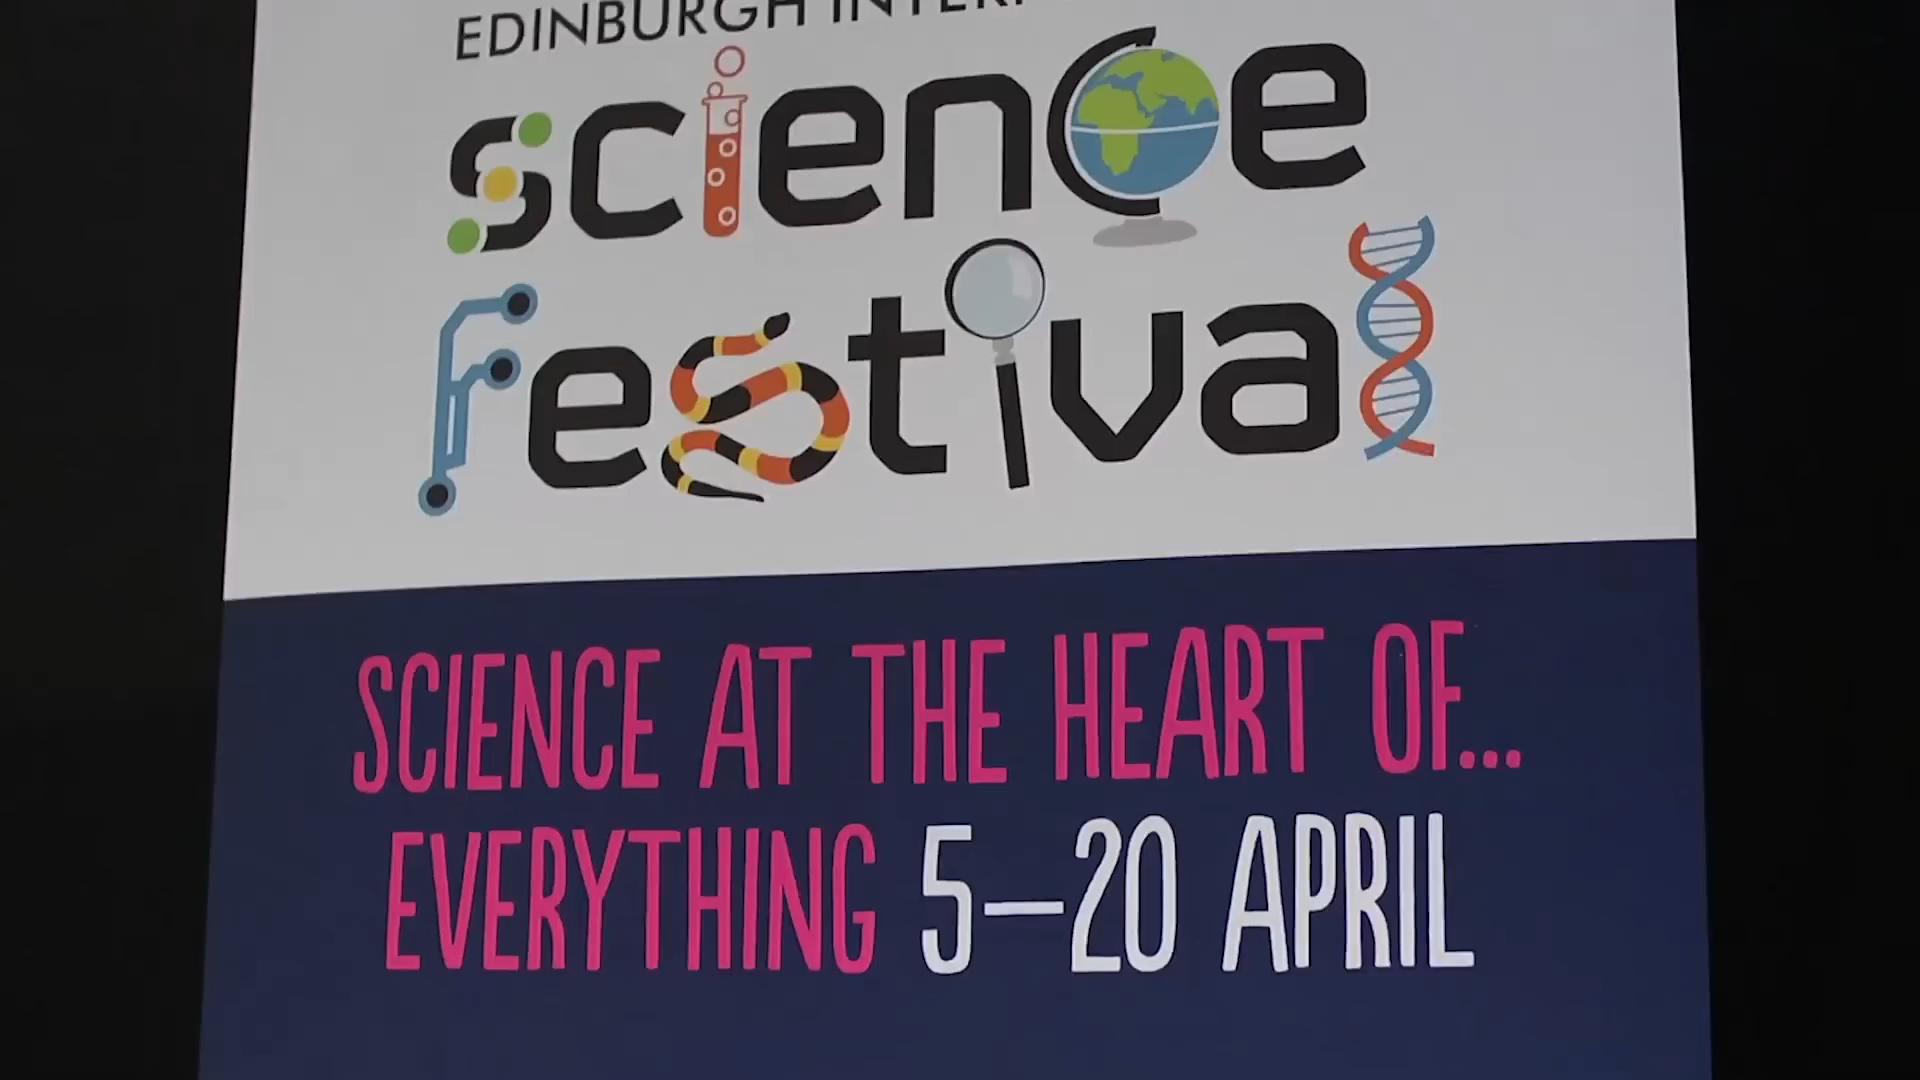 EDINBURGH
science
festival
SCIENCE AT THE HEART OF...
EVERYTHING 5–20 APRIL